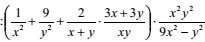 :(1/x² + 9/y² + 2/(x+y) · (3x+3y)/(xy)) · x²y²/(9x² − y²)